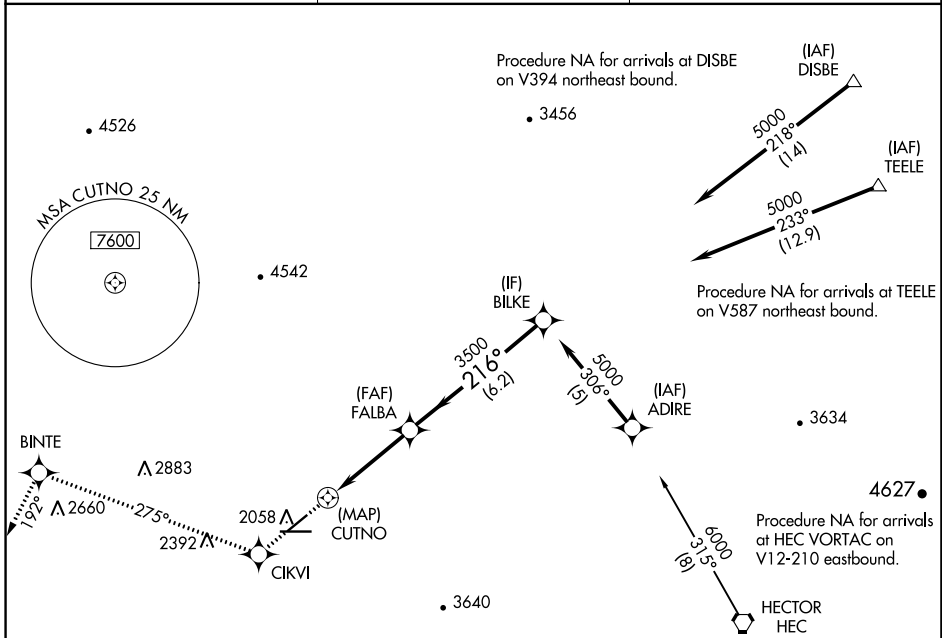 Procedure NA for arrivals at DISBE
on V394 northeast bound.
(IAF)
DISBE
4526
3456
5000
218°
(14)
(IAF)
TEELE
MSA CUTNO 25 NM
7600
5000
233°
(12.9)
4542
(IF)
BILKE
Procedure NA for arrivals at TEELE
on V587 northeast bound.
3500
216°
(6.2)
5000
306°
(5)
(FAF)
FALBA
(IAF)
ADIRE
3634
BINTE
2883
4627
192°
2660
275°
2058
(MAP)
CUTNO
2392
CIKVI
Procedure NA for arrivals
at HEC VORTAC on
V12-210 eastbound.
6000
315°
(8)
3640
HECTOR
HEC